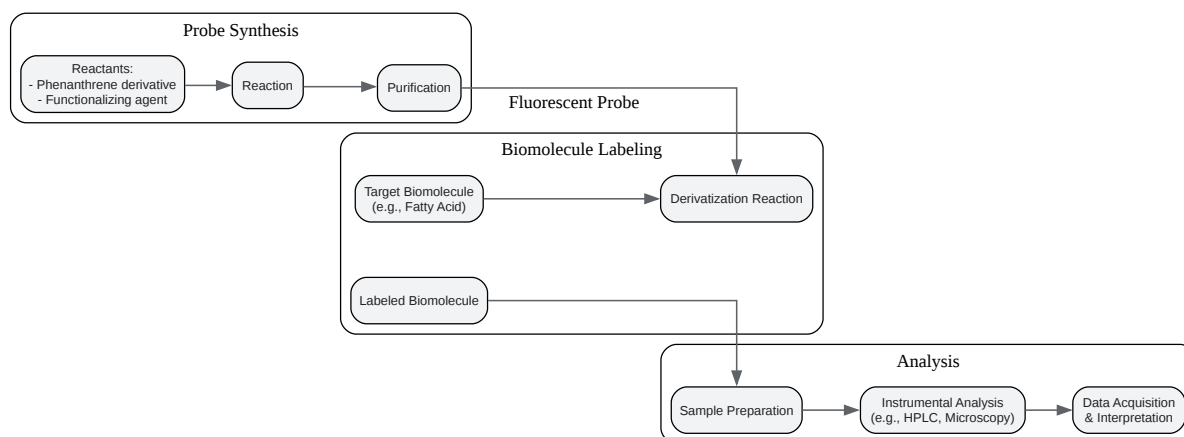 Probe Synthesis
Reactants:
- Phenanthrene derivative
- Functionalizing agent
Reaction
Purification
Fluorescent Probe
Biomolecule Labeling
Target Biomolecule
(e.g., Fatty Acid)
Derivatization Reaction
Labeled Biomolecule
Analysis
Sample Preparation
Instrumental Analysis
(e.g., HPLC, Microscopy)
Data Acquisition
& Interpretation